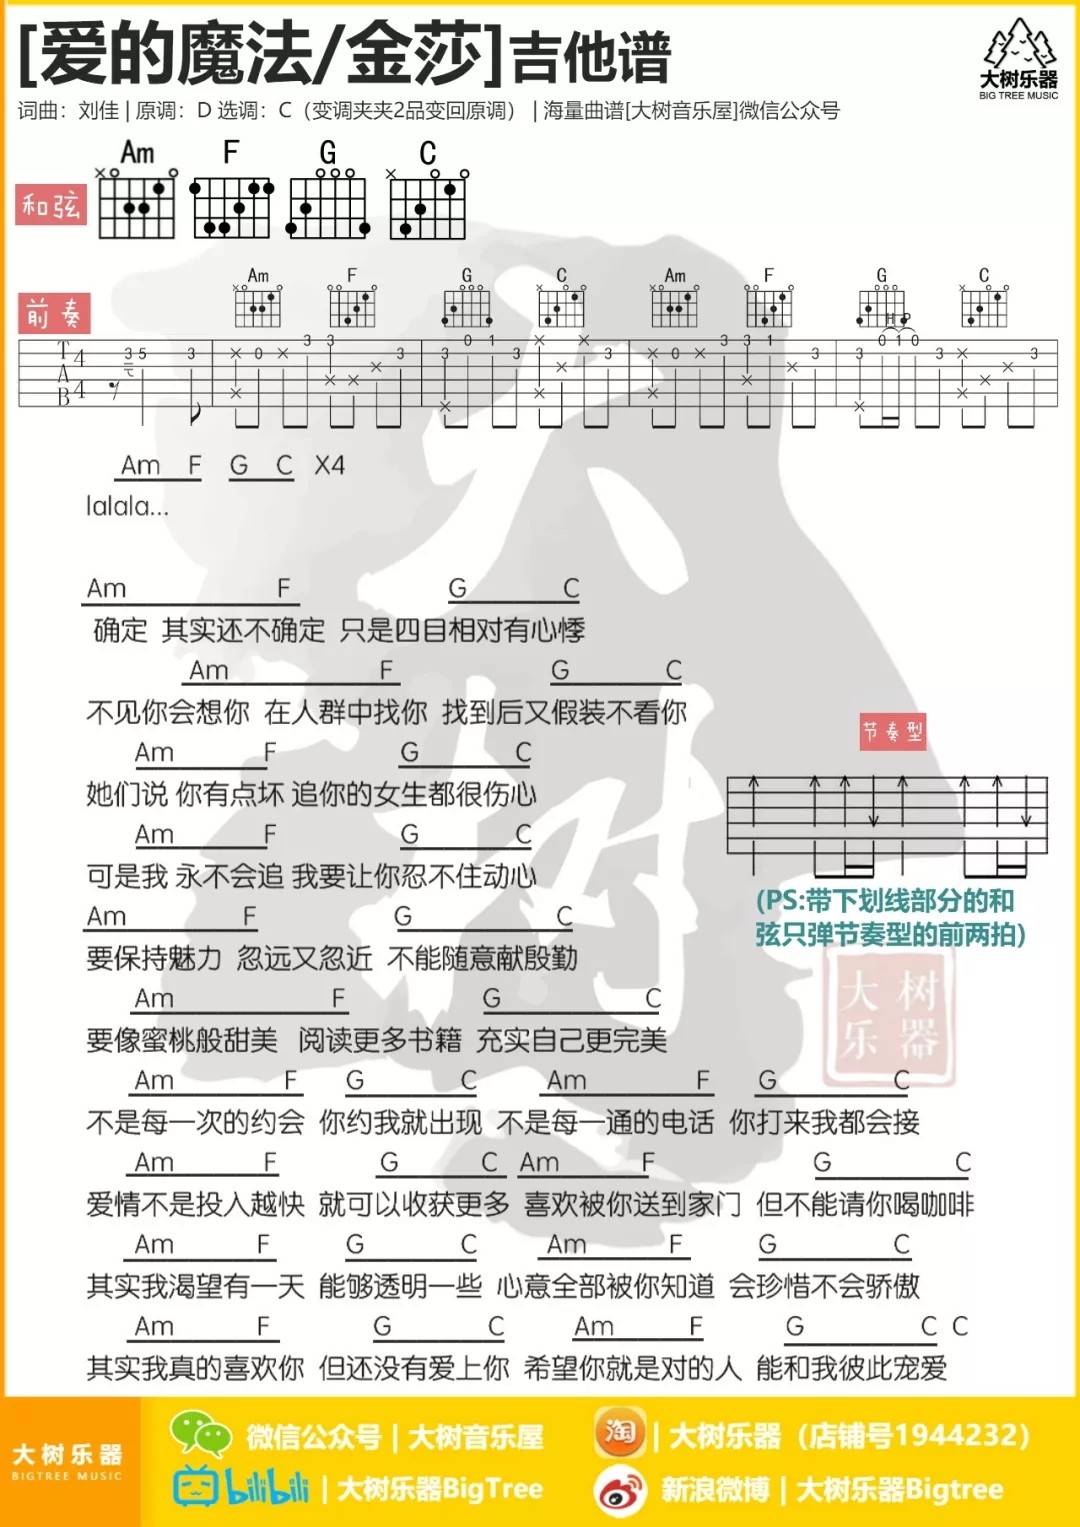 [爱的魔法/金莎]吉他谱
大树乐器
BIG TREE MUSIC
词曲：刘佳 | 原调：D 选调：C（变调夹夹2品变回原调） | 海量曲谱[大树音乐屋]微信公众号
和弦
Am F G C
前奏
Am F G C Am F G C
H P
T 4 3 5 3 0 3 3 3 3 0 1 3 3 0 3 1 3 3 0 1 0 3 3
A
B 4
Am F G C X4
lalala...
Am F G C
确定 其实还不确定 只是四目相对有心悸
Am F G C
不见你会想你 在人群中找你 找到后又假装不看你
节奏型
Am F G C
她们说 你有点坏 追你的女生都很伤心
Am F G C
可是我 永不会追 我要让你忍不住动心
(PS:带下划线部分的和
弦只弹节奏型的前两拍)
Am F G C
要保持魅力 忽远又忽近 不能随意献殷勤
大树
乐器
Am F G C
要像蜜桃般甜美 阅读更多书籍 充实自己更完美
Am F G C Am F G C
不是每一次的约会 你约我就出现 不是每一通的电话 你打来我都会接
Am F G C Am F G C
爱情不是投入越快 就可以收获更多 喜欢被你送到家门 但不能请你喝咖啡
Am F G C Am F G C
其实我渴望有一天 能够透明一些 心意全部被你知道 会珍惜不会骄傲
Am F G C Am F G C C
其实我真的喜欢你 但还没有爱上你 希望你就是对的人 能和我彼此宠爱
大树乐器
BIGTREE MUSIC
微信公众号 | 大树音乐屋
淘 | 大树乐器（店铺号1944232）
bilibili | 大树乐器BigTree
新浪微博 | 大树乐器Bigtree
大树